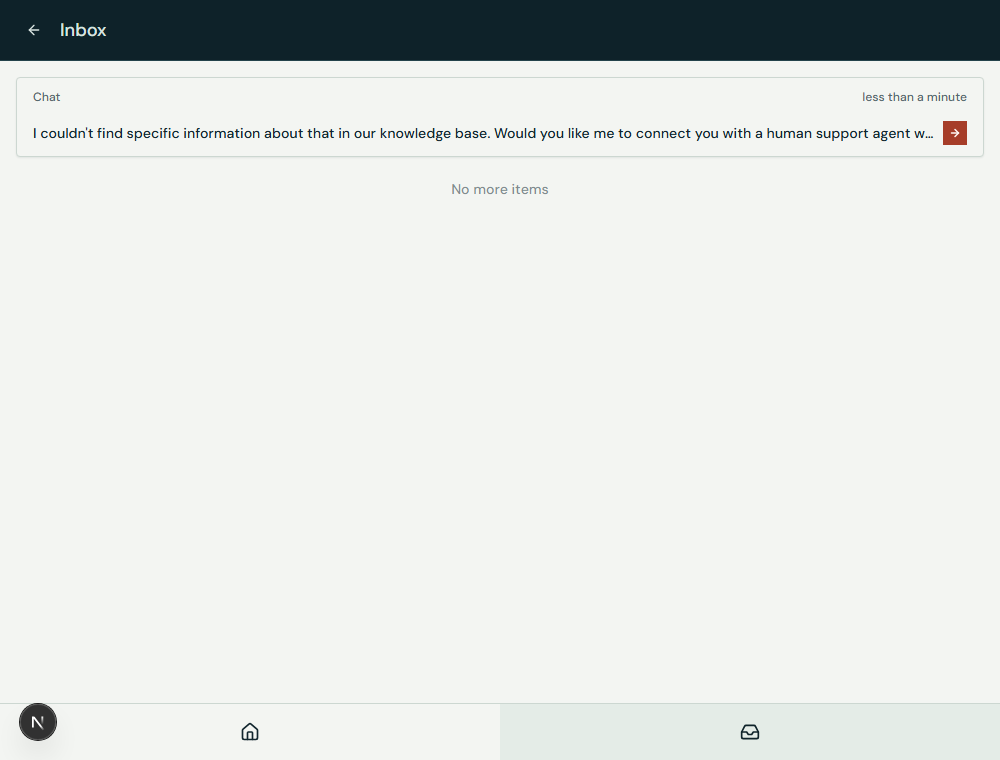 Inbox
Chat
less than a minute
I couldn't find specific information about that in our knowledge base. Would you like me to connect you with a human support agent w...
No more items
N